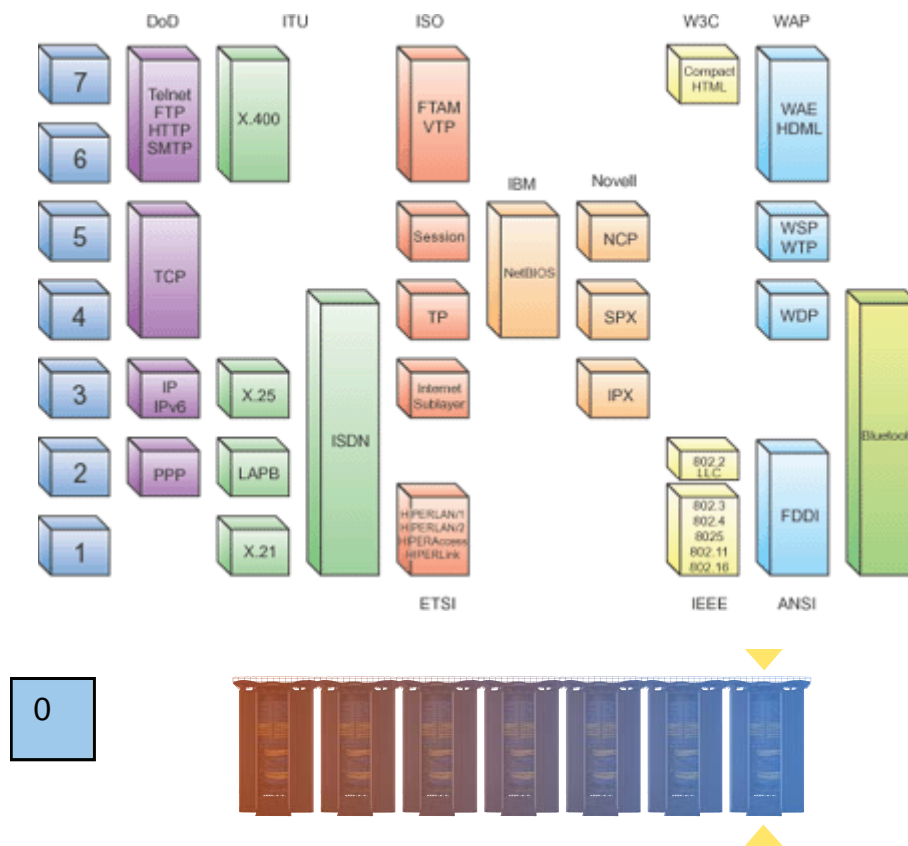 DoD
ITU
ISO
W3C
WAP
7
Telnet
FTP
HTTP
SMTP
X.400
FTAM
VTP
Compact
HTML
WAE
HDML
6
IBM
Novell
5
TCP
Session
NetBIOS
NCP
WSP
WTP
4
TP
SPX
WDP
3
IP
IPv6
X.25
ISDN
Internet
Sublayer
IPX
Bluetoot
2
PPP
LAPB
802.2
LLC
FDDI
1
X.21
HIPERLAN/1
HIPERLAN/2
HIPERAccess
HIPERLink
802.3
802.4
8025
802.11
802.16
ETSI
IEEE
ANSI
0